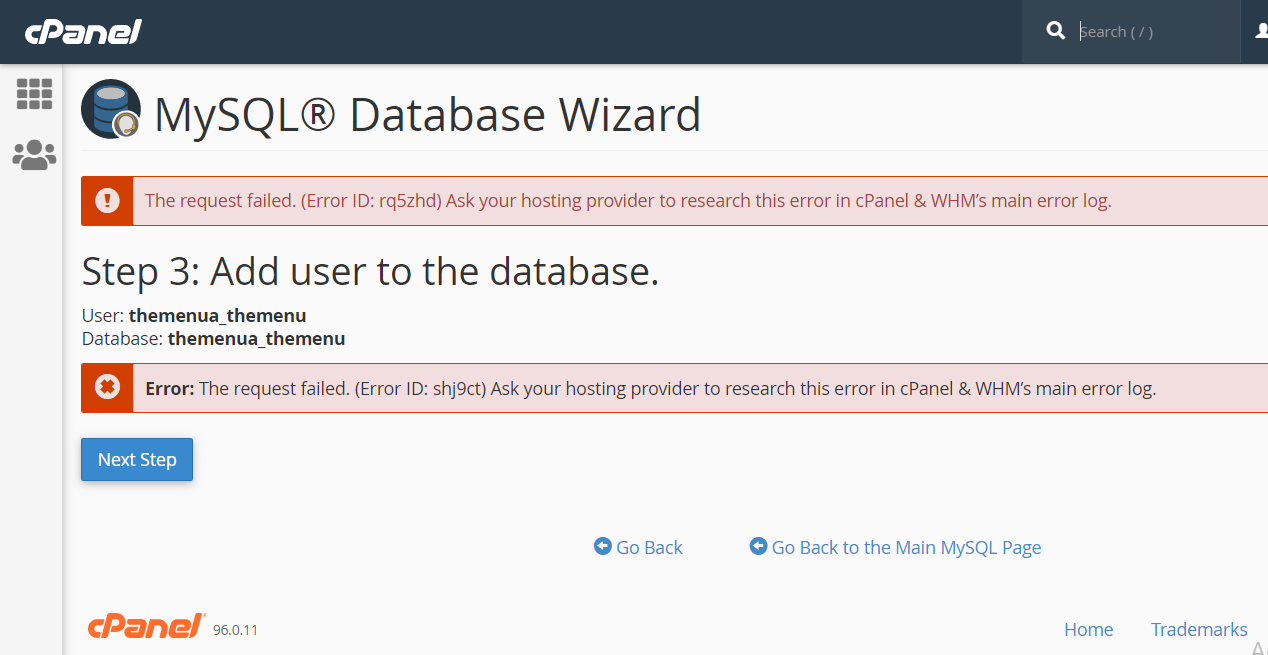 cPanel
Search ( / )
MySQL® Database Wizard
The request failed. (Error ID: rq5zhd) Ask your hosting provider to research this error in cPanel & WHM’s main error log.
Step 3: Add user to the database.
User: themenua_themenu
Database: themenua_themenu
Error: The request failed. (Error ID: shj9ct) Ask your hosting provider to research this error in cPanel & WHM’s main error log.
Next Step
Go Back Go Back to the Main MySQL Page
cPanel® 96.0.11 Home Trademarks